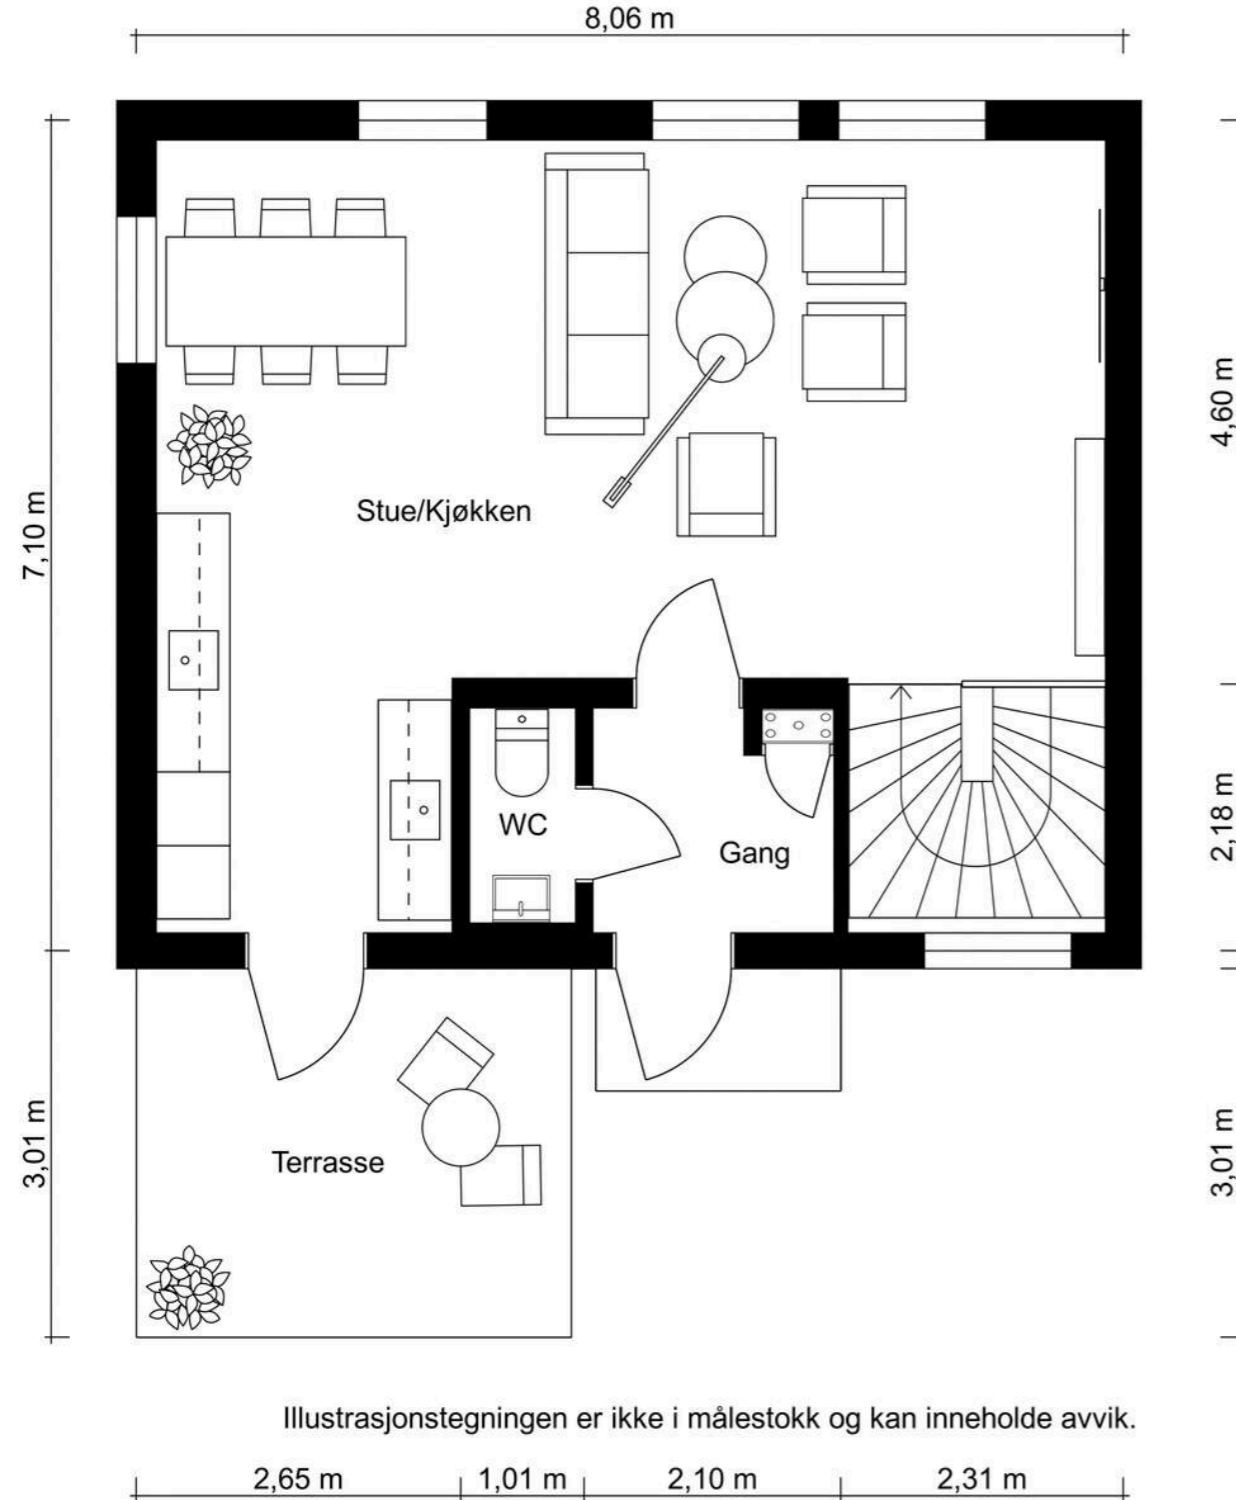 8,06 m
7,10 m
4,60 m
Stue/Kjøkken
WC
Gang
2,18 m
3,01 m
Terrasse
3,01 m
Illustrasjonstegningen er ikke i målestokk og kan inneholde avvik.
2,65 m 1,01 m 2,10 m 2,31 m